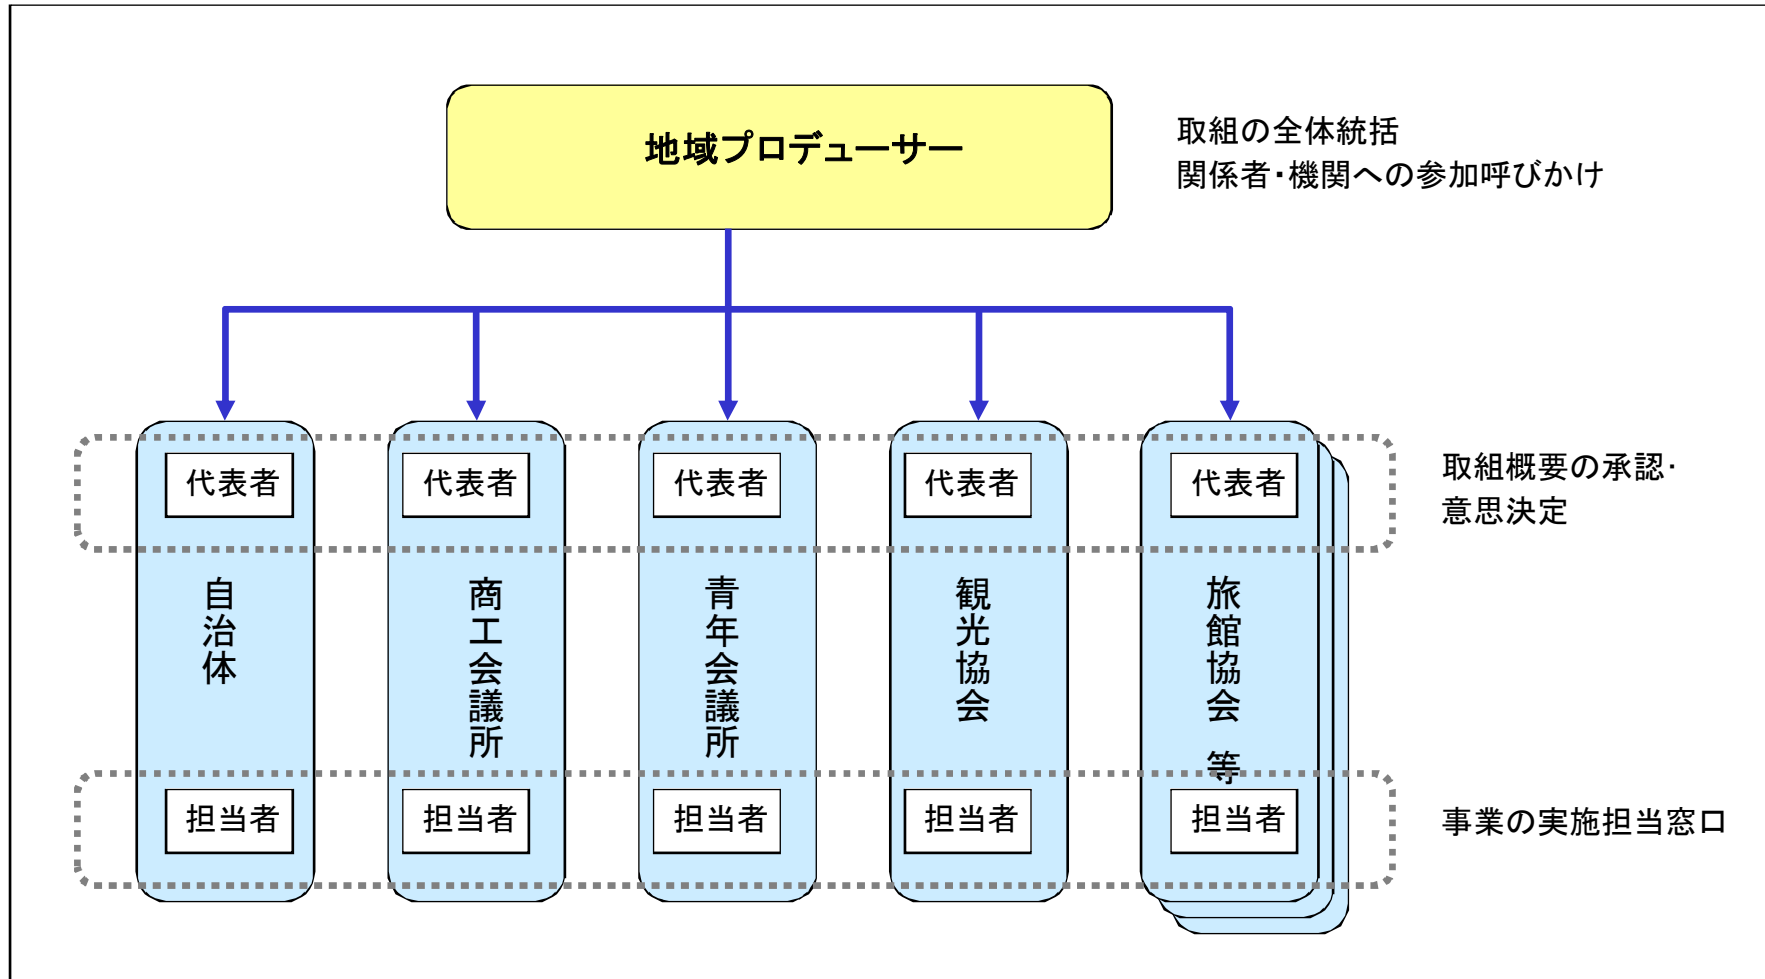 地域プロデューサー
取組の全体統括
関係者・機関への参加呼びかけ
代表者
代表者
代表者
代表者
代表者
取組概要の承認・
意思決定
自治体
商工会議所
青年会議所
観光協会
旅館協会 等
担当者
担当者
担当者
担当者
担当者
事業の実施担当窓口